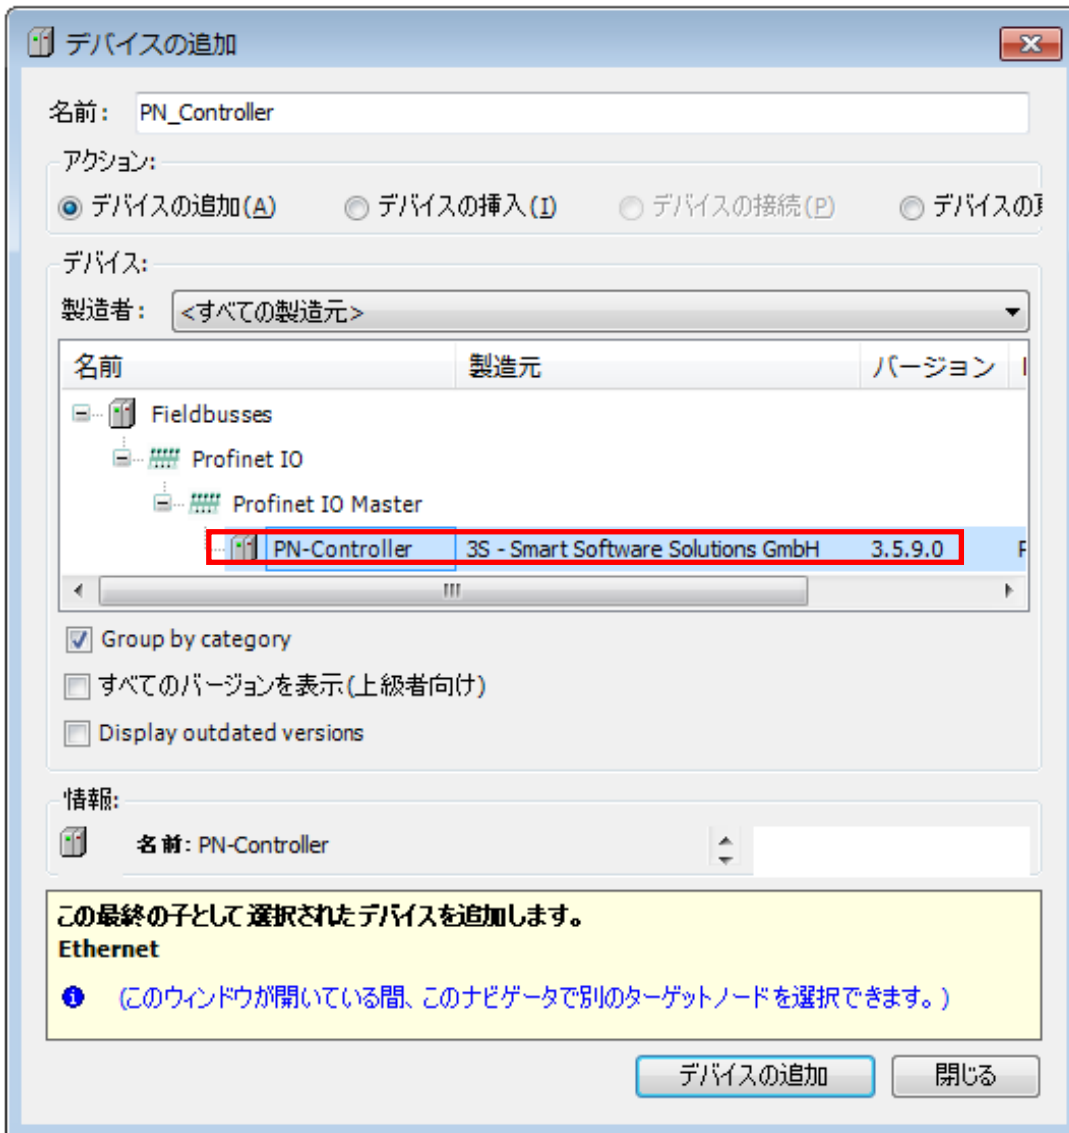 デバイスの追加
名前: PN_Controller
アクション:
デバイスの追加(A) デバイスの挿入(I) デバイスの接続(P) デバイスの
デバイス:
製造者: <すべての製造元>
名前 製造元 バージョン
Fieldbusses
Profinet IO
Profinet IO Master
PN-Controller 3S - Smart Software Solutions GmbH 3.5.9.0
Group by category
すべてのバージョンを表示(上級者向け)
Display outdated versions
情報:
名前: PN-Controller
この最終の子として選択されたデバイスを追加します。
Ethernet
(このウィンドウが開いている間、このナビゲータで別のターゲットノードを選択できます。)
デバイスの追加 閉じる